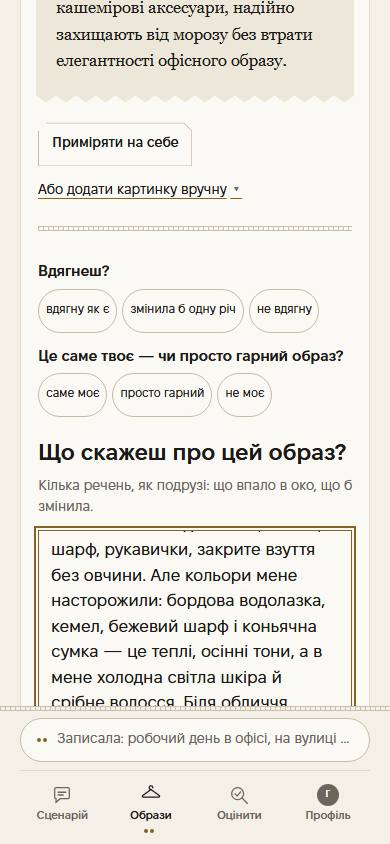 кашемірові аксесуари, надійно
захищають від морозу без втрати
елегантності офісного образу.
Приміряти на себе
Або додати картинку вручну ▾
Вдягнеш?
вдягну як є
змінила б одну річ
не вдягну
Це саме твоє — чи просто гарний образ?
саме моє
просто гарний
не моє
Що скажеш про цей образ?
Кілька речень, як подрузі: що впало в око, що б
змінила.
шарф, рукавички, закрите взуття
без овчини. Але кольори мене
насторожили: бордова водолазка,
кемел, бежевий шарф і коньячна
сумка — це теплі, осінні тони, а в
мене холодна світла шкіра й
срібне волосся. Біля обличчя
Записала: робочий день в офісі, на вулиці ...
Сценарій
Образи
Оцінити
Г
Профіль